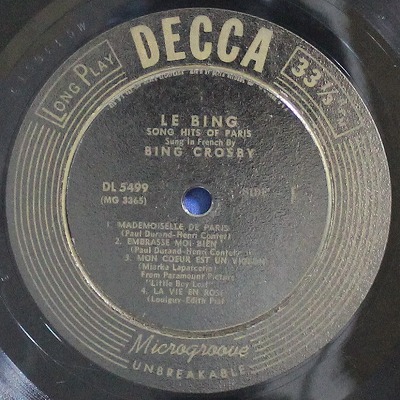 DECCA
LONG PLAY
33 1/3 RPM
LE BING
SONG HITS OF PARIS
Sung in French By
BING CROSBY
DL 5499
(MG 3365)
SIDE 1
1. MADEMOISELLE DE PARIS
(Paul Durand-Henri Contet)
2. EMBRASSE MOI BIEN
(Paul Durand-Henri Contet)
3. MON COEUR EST UN VIOLON
(Miarka Laparcerie)
From Paramount Picture
"Little Boy Lost"
4. LA VIE EN ROSE
(Louiguy-Edith Piaf)
Microgroove
UNBREAKABLE